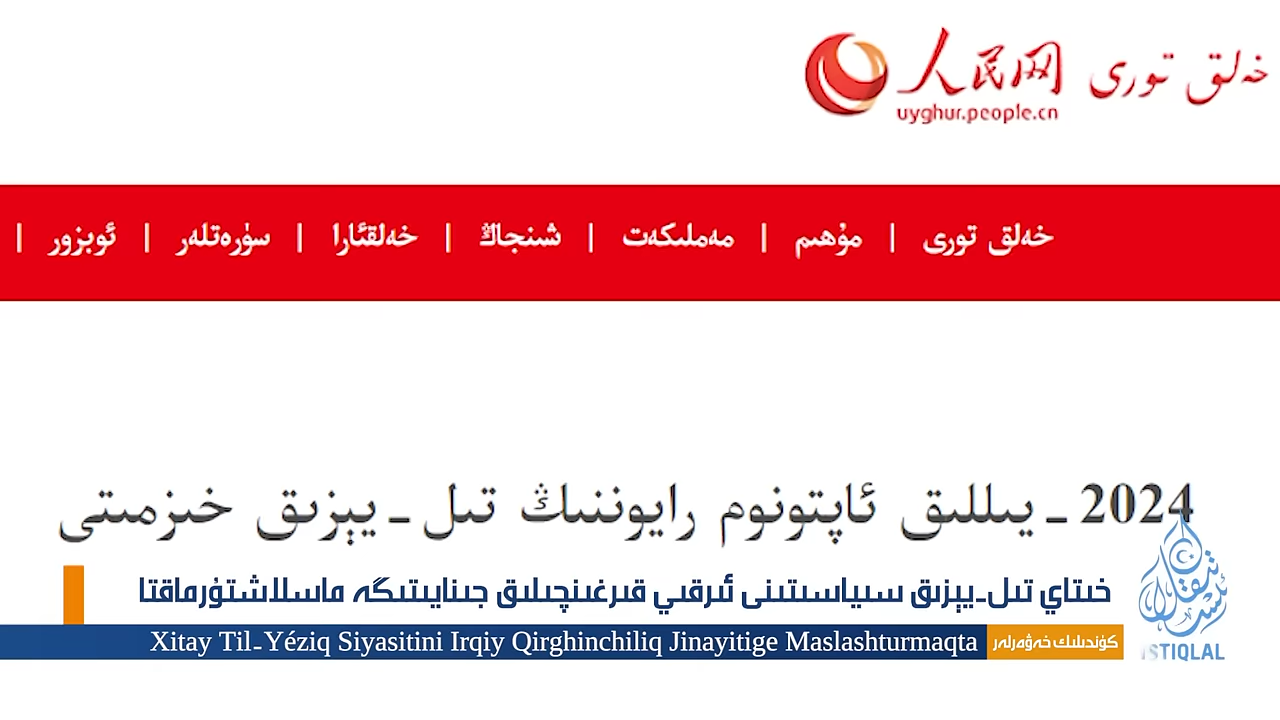 人民网 خەلق تورى
uyghur.people.cn
خەلق تورى | مۇھىم | مەملىكەت | شىنجاڭ | خەلقئارا | سۈرەتلەر | ئوبزور |
2024 ـ يىللىق ئاپتونوم رايوننىڭ تىل ـ يېزىق خىزمىتى
خىتاي تىل-يېزىق سىياسىتىنى ئىرقىي قىرغىنچىلىق جىنايىتىگە ماسلاشتۇرماقتا
Xitay Til-Yéziq Siyasitini Irqiy Qirghinchiliq Jinayitige Maslashturmaqta
كۈندىلىك خەۋەرلەر
ئىستىقلال
ISTIQLAL